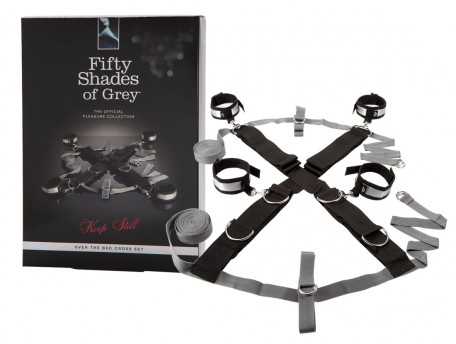 Fifty
Shades
of Grey
THE OFFICIAL
PLEASURE COLLECTION
Keep Still
OVER THE BED CROSS SET